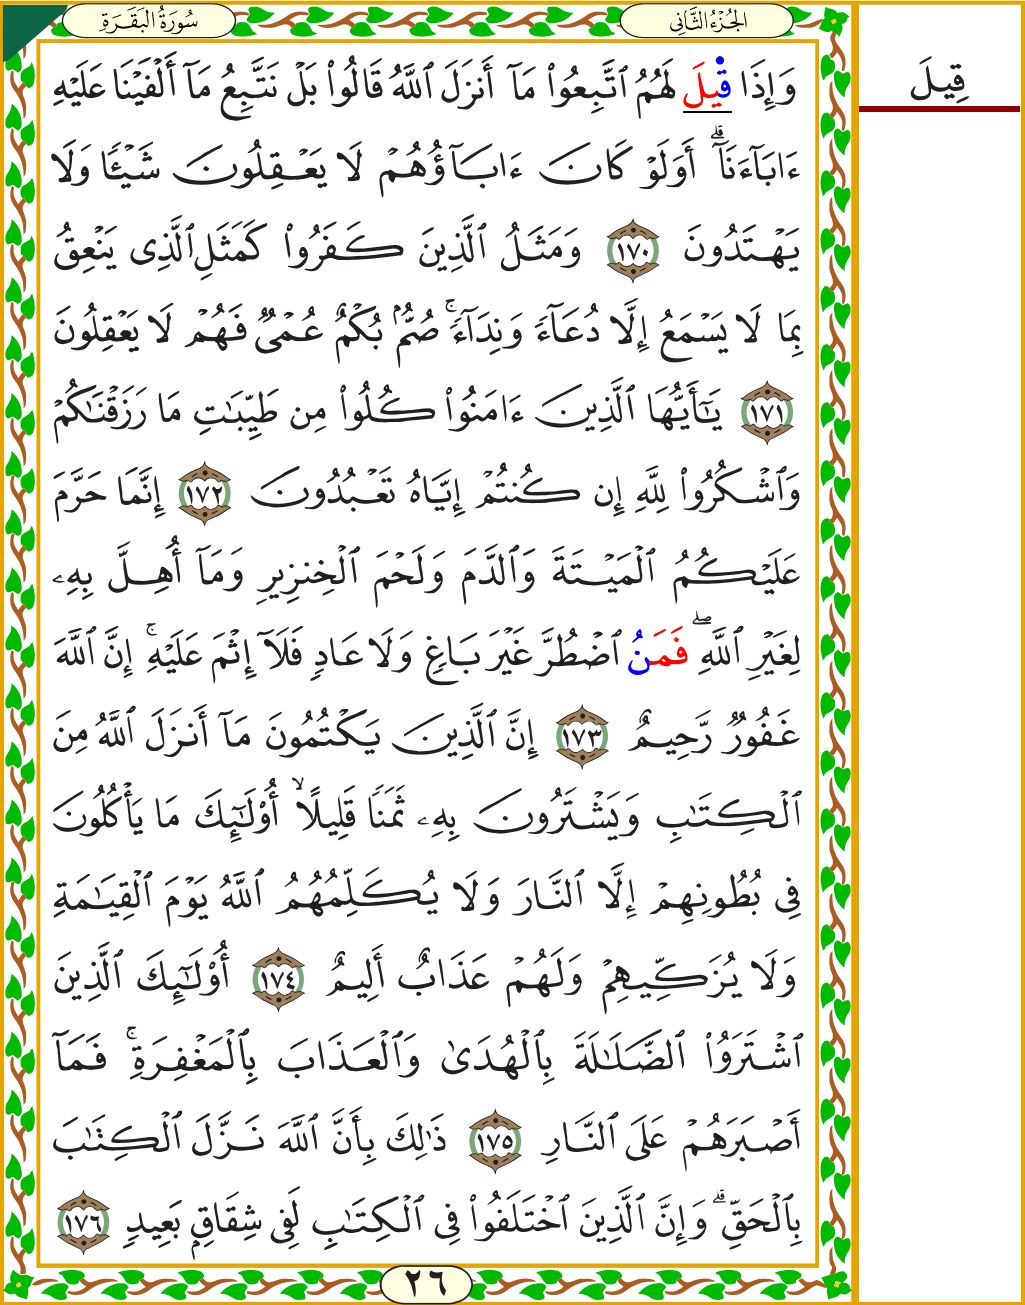 سُورَةُ البَقَرَةِ
الجُزْءُ الثَّانِي
قِيلَ
وَإِذَا قِيلَ لَهُمُ ٱتَّبِعُوا۟ مَآ أَنزَلَ ٱللَّهُ قَالُوا۟ بَلْ نَتَّبِعُ مَآ أَلْفَيْنَا عَلَيْهِ
ءَابَآءَنَآ ۗ أَوَلَوْ كَانَ ءَابَآؤُهُمْ لَا يَعْقِلُونَ شَيْـًٔا وَلَا
يَهْتَدُونَ ١٧٠ وَمَثَلُ ٱلَّذِينَ كَفَرُوا۟ كَمَثَلِ ٱلَّذِى يَنْعِقُ
بِمَا لَا يَسْمَعُ إِلَّا دُعَآءً وَنِدَآءً ۚ صُمٌّۢ بُكْمٌ عُمْىٌ فَهُمْ لَا يَعْقِلُونَ
١٧١ يَـٰٓأَيُّهَا ٱلَّذِينَ ءَامَنُوا۟ كُلُوا۟ مِن طَيِّبَـٰتِ مَا رَزَقْنَـٰكُمْ
وَٱشْكُرُوا۟ لِلَّهِ إِن كُنتُمْ إِيَّاهُ تَعْبُدُونَ ١٧٢ إِنَّمَا حَرَّمَ
عَلَيْكُمُ ٱلْمَيْتَةَ وَٱلدَّمَ وَلَحْمَ ٱلْخِنزِيرِ وَمَآ أُهِلَّ بِهِۦ
لِغَيْرِ ٱللَّهِ ۖ فَمَنُ ٱضْطُرَّ غَيْرَ بَاغٍ وَلَا عَادٍ فَلَآ إِثْمَ عَلَيْهِ ۚ إِنَّ ٱللَّهَ
غَفُورٌ رَّحِيمٌ ١٧٣ إِنَّ ٱلَّذِينَ يَكْتُمُونَ مَآ أَنزَلَ ٱللَّهُ مِنَ
ٱلْكِتَـٰبِ وَيَشْتَرُونَ بِهِۦ ثَمَنًا قَلِيلًا ۙ أُو۟لَـٰٓئِكَ مَا يَأْكُلُونَ
فِى بُطُونِهِمْ إِلَّا ٱلنَّارَ وَلَا يُكَلِّمُهُمُ ٱللَّهُ يَوْمَ ٱلْقِيَـٰمَةِ
وَلَا يُزَكِّيهِمْ وَلَهُمْ عَذَابٌ أَلِيمٌ ١٧٤ أُو۟لَـٰٓئِكَ ٱلَّذِينَ
ٱشْتَرَوُا۟ ٱلضَّلَـٰلَةَ بِٱلْهُدَىٰ وَٱلْعَذَابَ بِٱلْمَغْفِرَةِ ۚ فَمَآ
أَصْبَرَهُمْ عَلَى ٱلنَّارِ ١٧٥ ذَٰلِكَ بِأَنَّ ٱللَّهَ نَزَّلَ ٱلْكِتَـٰبَ
بِٱلْحَقِّ ۗ وَإِنَّ ٱلَّذِينَ ٱخْتَلَفُوا۟ فِى ٱلْكِتَـٰبِ لَفِى شِقَاقٍۭ بَعِيدٍ ١٧٦
٢٦